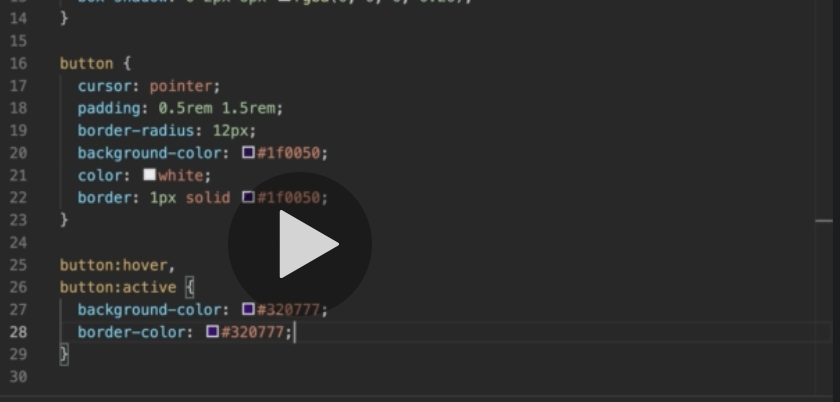 14 }
15
16 button {
17 cursor: pointer;
18 padding: 0.5rem 1.5rem;
19 border-radius: 12px;
20 background-color: #1f0050;
21 color: white;
22 border: 1px solid #1f0050;
23 }
24
25 button:hover,
26 button:active {
27 background-color: #320777;
28 border-color: #320777;
29 }
30